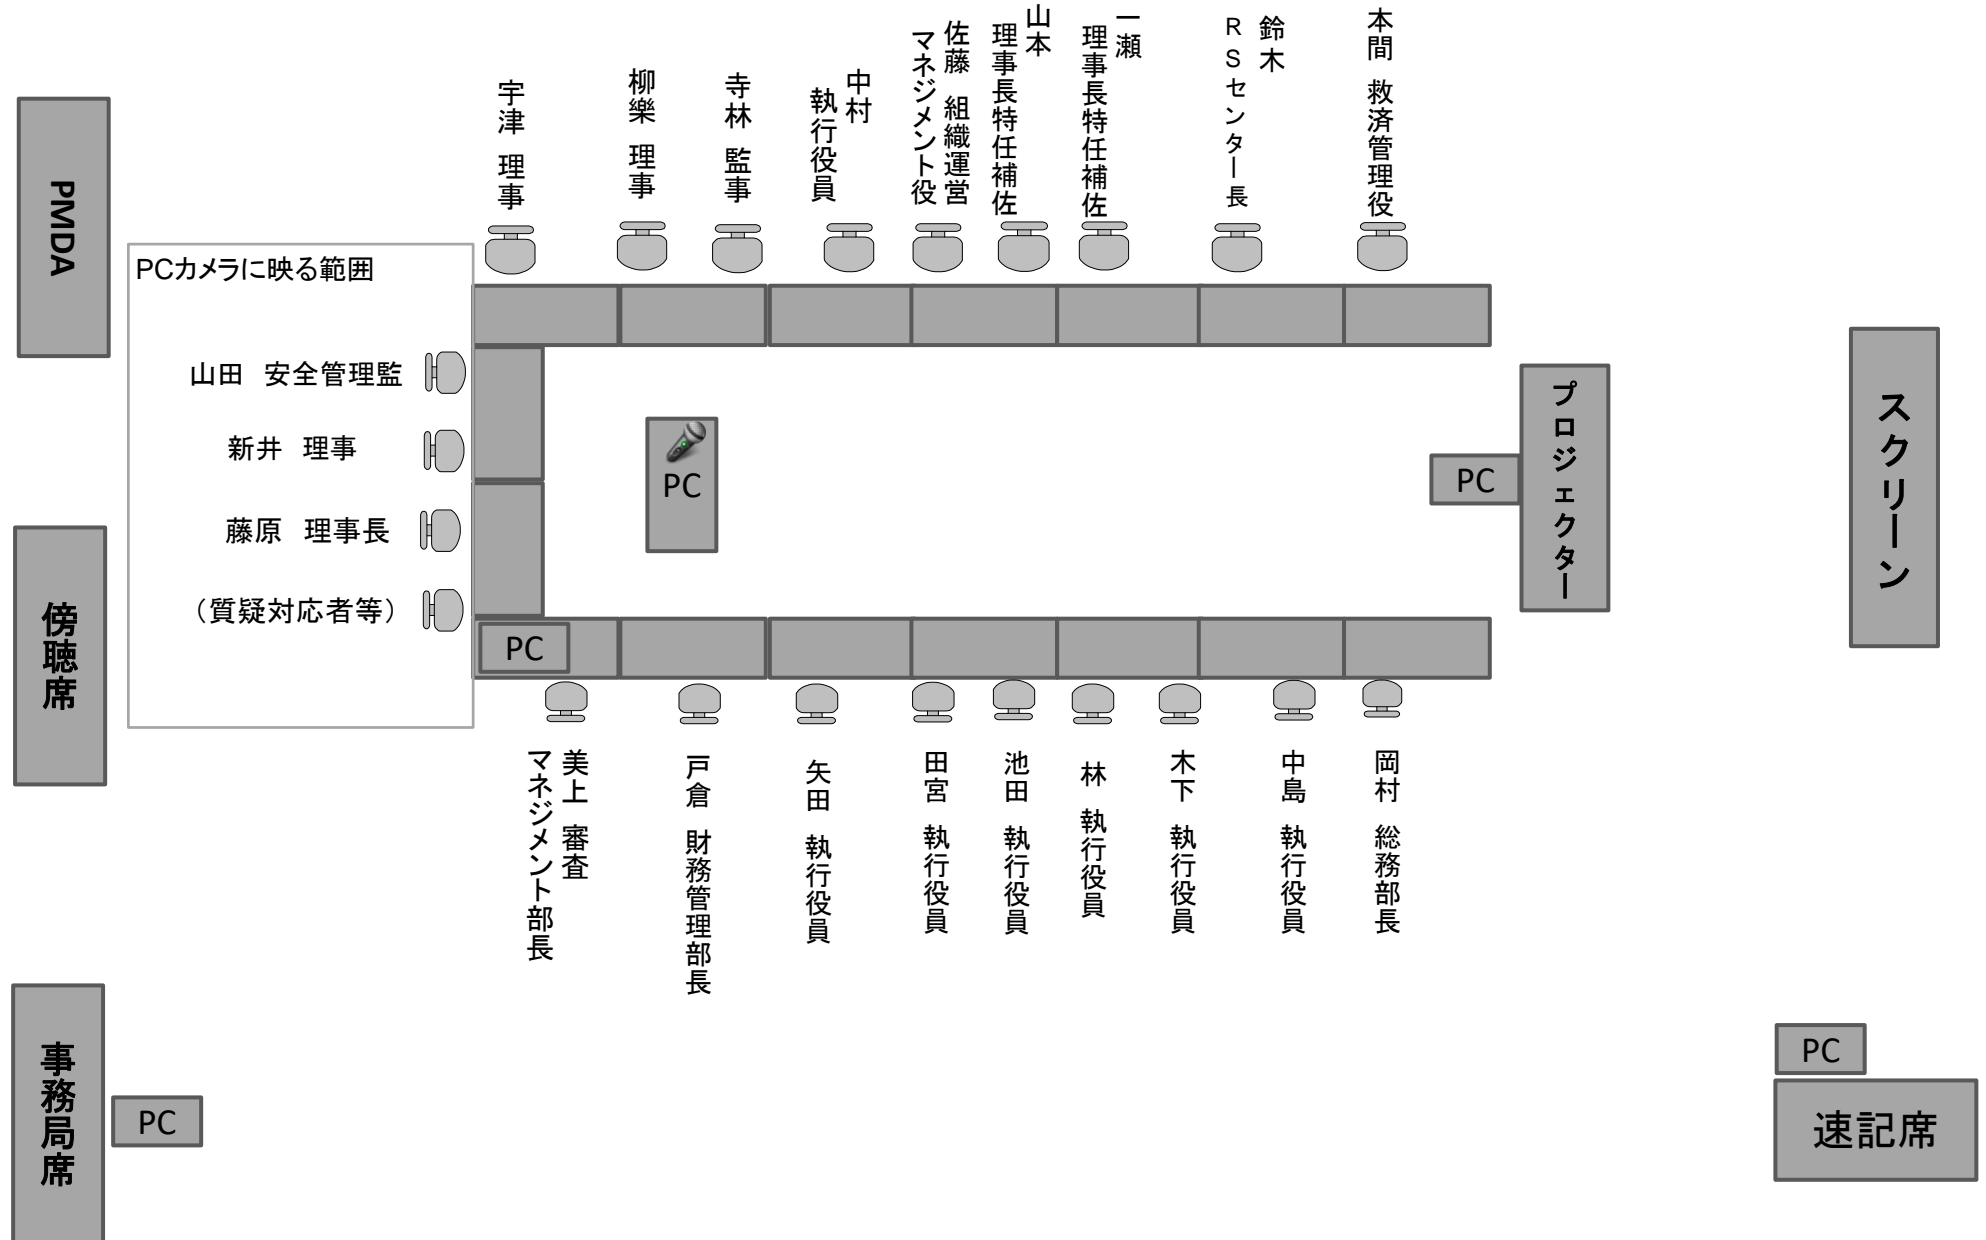 宇津 理事
柳樂 理事
寺林 監事
中村
執行役員
佐藤 組織運営
マネジメント役
山本
理事長特任補佐
一瀬
理事長特任補佐
鈴木
RSセンター長
本間 救済管理役
PMDA
PCカメラに映る範囲
山田 安全管理監
新井 理事
藤原 理事長
(質疑対応者等)
PC
PC
PC
プロジェクター
スクリーン
傍聴席
美上 審査
マネジメント部長
戸倉 財務管理部長
矢田 執行役員
田宮 執行役員
池田 執行役員
林 執行役員
木下 執行役員
中島 執行役員
岡村 総務部長
事務局席
PC
PC
速記席